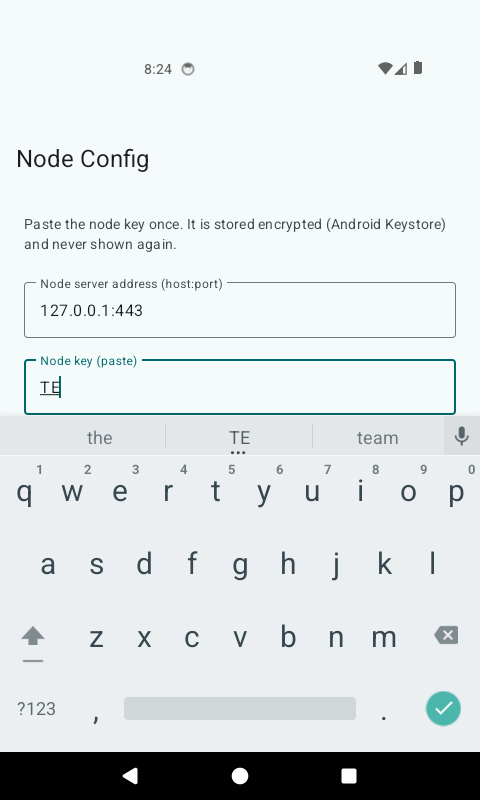 8:24
Node Config
Paste the node key once. It is stored encrypted (Android Keystore)
and never shown again.
Node server address (host:port)
127.0.0.1:443
Node key (paste)
TE
the TE team
1 2 3 4 5 6 7 8 9 0
q w e r t y u i o p
a s d f g h j k l
z x c v b n m
?123 , .